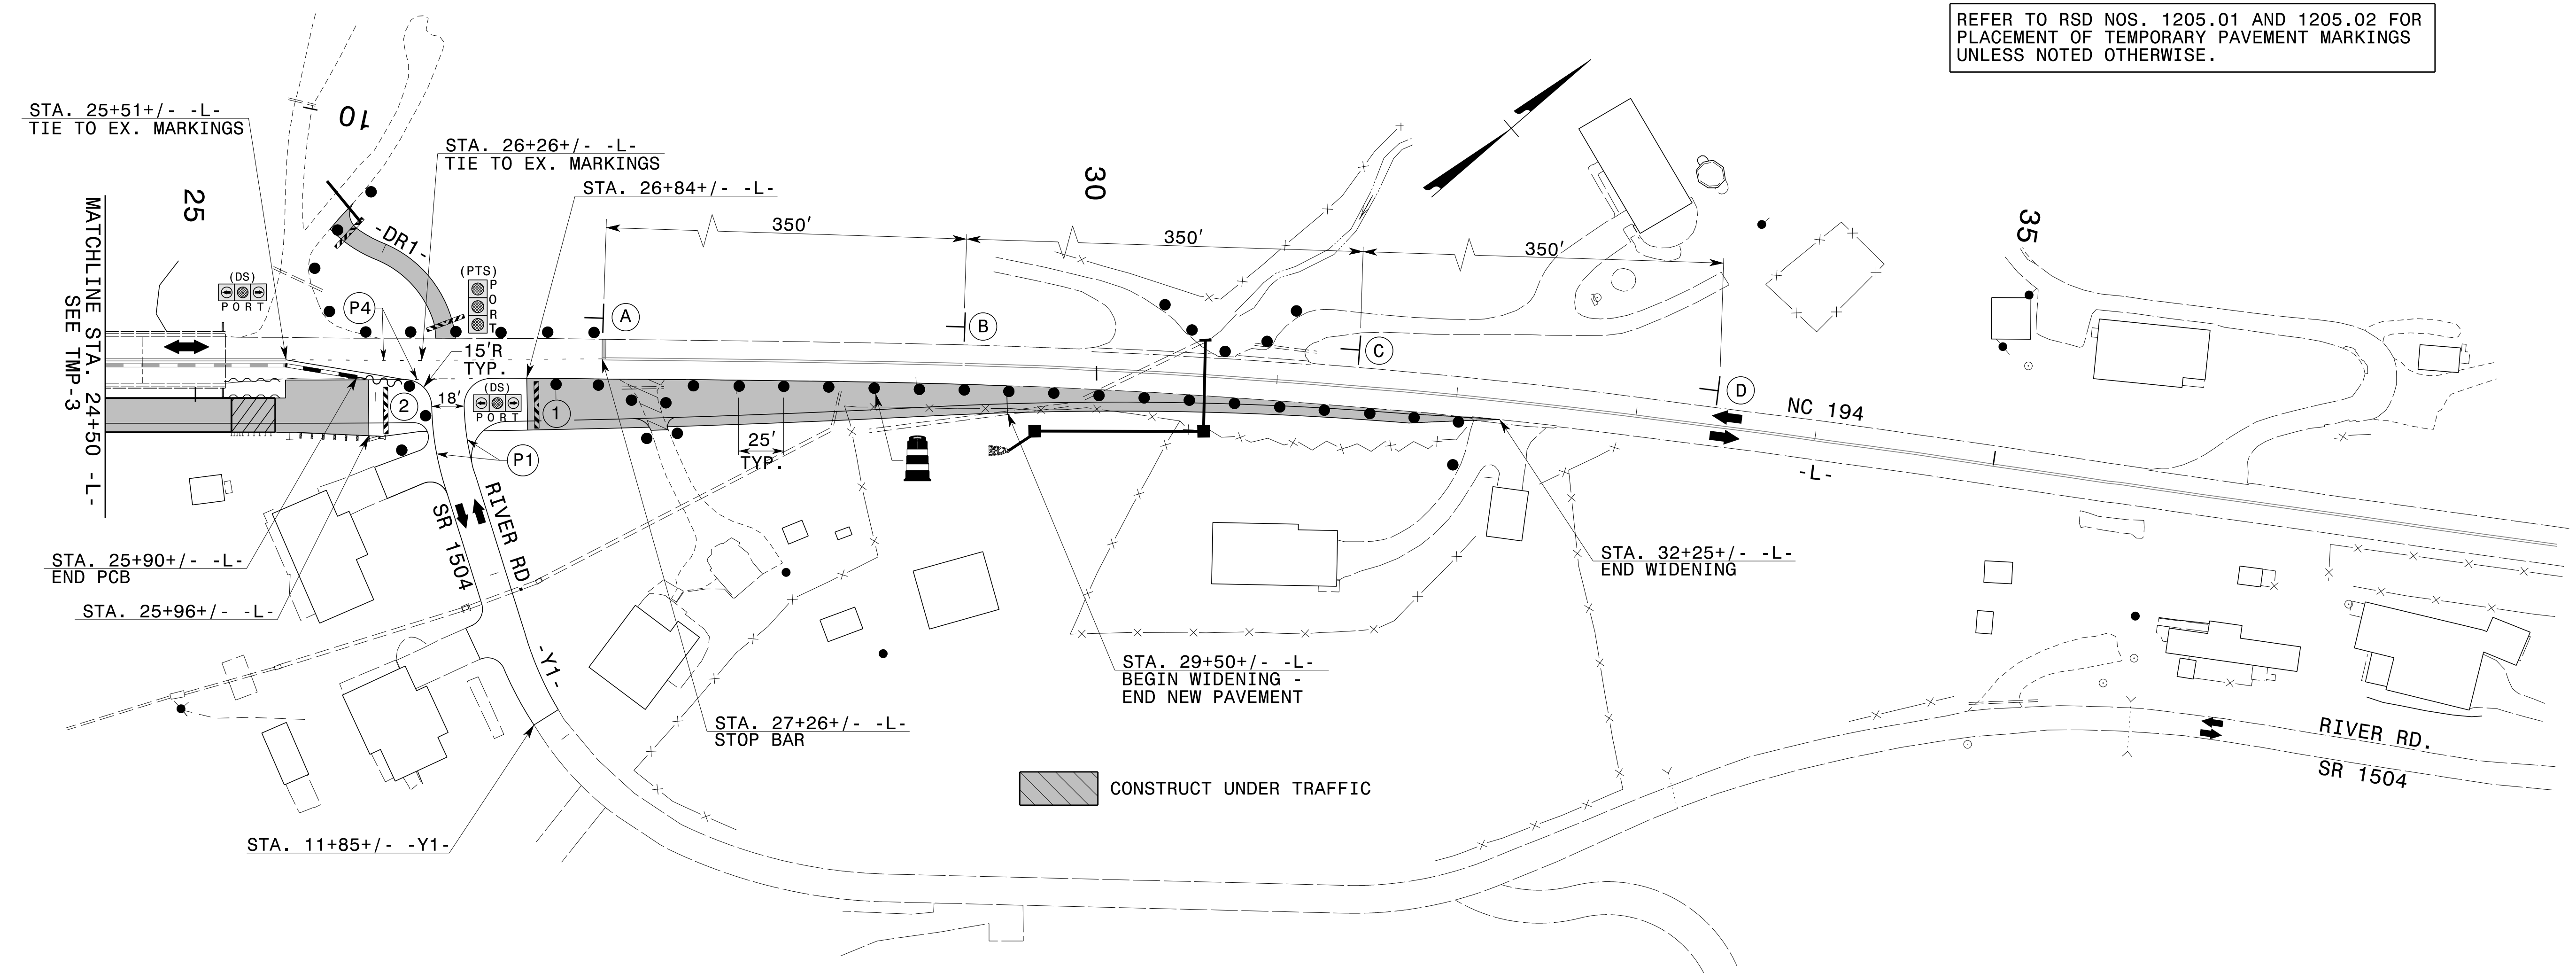 REFER TO RSD NOS. 1205.01 AND 1205.02 FOR
PLACEMENT OF TEMPORARY PAVEMENT MARKINGS
UNLESS NOTED OTHERWISE.
STA. 25+51+/- -L-
TIE TO EX. MARKINGS
10
STA. 26+26+/- -L-
TIE TO EX. MARKINGS
STA. 26+84+/- -L-
MATCHLINE STA. 24+50 -L-
SEE TMP-3
25
30
35
-DR1-
(DS)
PORT
(PTS)
PORT
P4
15'R
TYP.
350'
350'
350'
A
B
C
D
18'
(DS)
PORT
1
2
25'
TYP.
P1
NC 194
-L-
RIVER RD.
SR 1504
-Y1-
STA. 25+90+/- -L-
END PCB
STA. 25+96+/- -L-
STA. 32+25+/- -L-
END WIDENING
STA. 29+50+/- -L-
BEGIN WIDENING -
END NEW PAVEMENT
STA. 27+26+/- -L-
STOP BAR
CONSTRUCT UNDER TRAFFIC
STA. 11+85+/- -Y1-
RIVER RD.
SR 1504